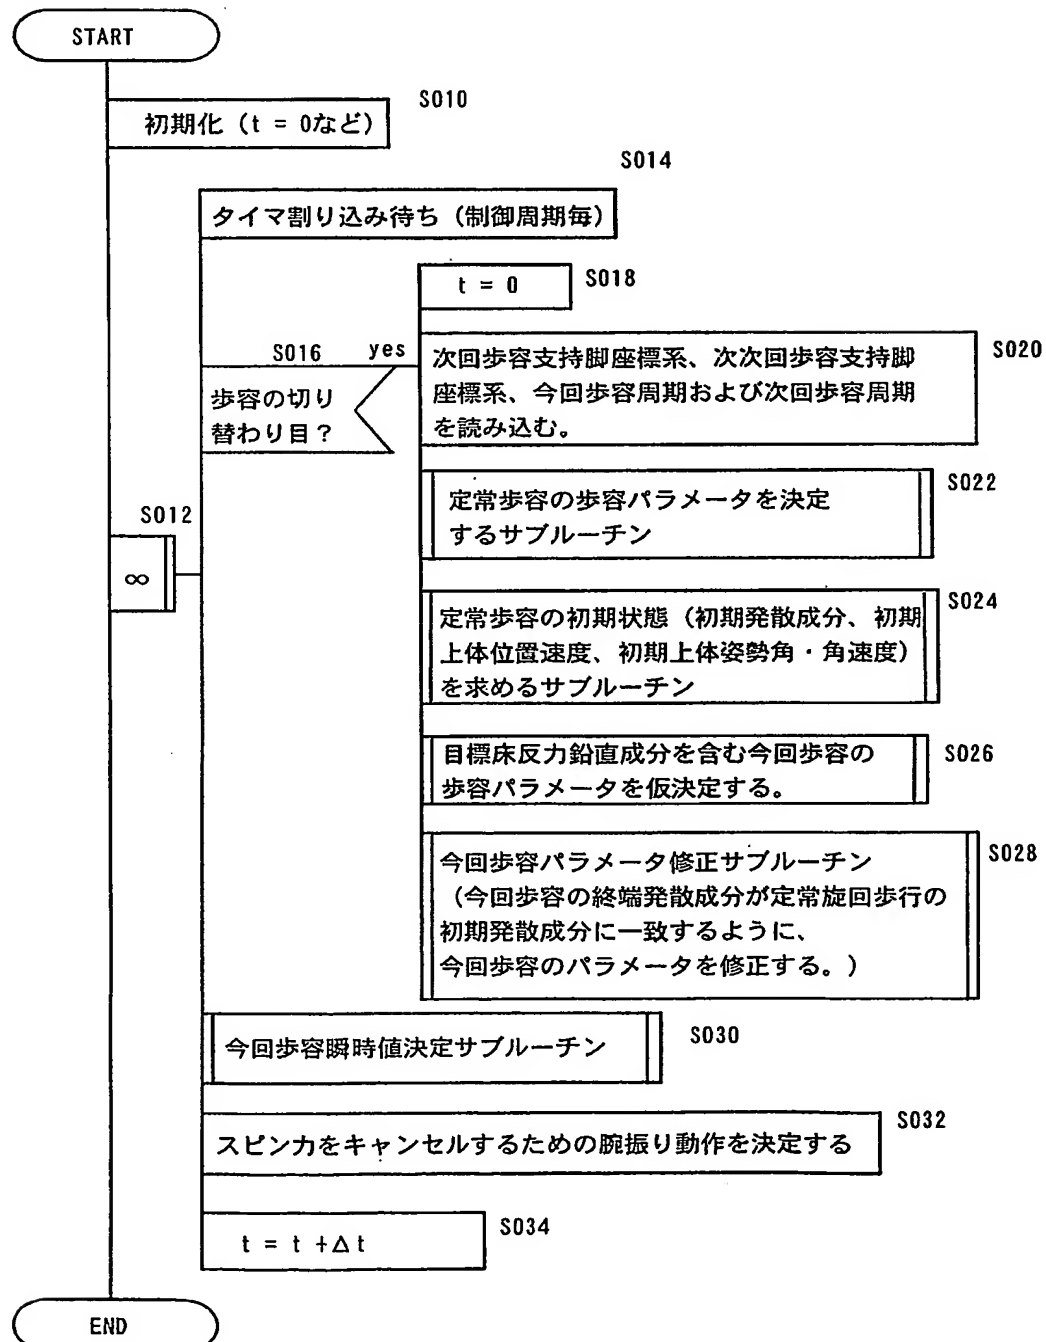 START
S010
初期化（t = 0など）
S014
タイマ割り込み待ち（制御周期毎）
t = 0
S018
S016
yes
歩容の切り
替わり目？
次回歩容支持脚座標系、次次回歩容支持脚
座標系、今回歩容周期および次回歩容周期
を読み込む。
S020
定常歩容の歩容パラメータを決定
するサブルーチン
S022
S012
∞
定常歩容の初期状態（初期発散成分、初期
上体位置速度、初期上体姿勢角・角速度）
を求めるサブルーチン
S024
目標床反力鉛直成分を含む今回歩容の
歩容パラメータを仮決定する。
S026
今回歩容パラメータ修正サブルーチン
（今回歩容の終端発散成分が定常旋回歩行の
初期発散成分に一致するように、
今回歩容のパラメータを修正する。）
S028
今回歩容瞬時値決定サブルーチン
S030
スピン力をキャンセルするための腕振り動作を決定する
S032
t = t +Δt
S034
END